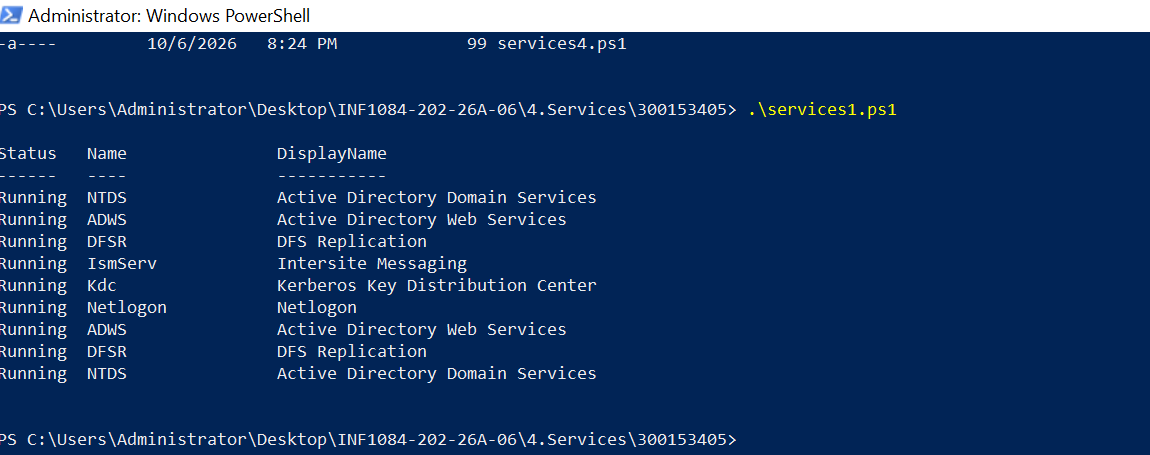 Administrator: Windows PowerShell
-a---- 10/6/2026 8:24 PM 99 services4.ps1
PS C:\Users\Administrator\Desktop\INF1084-202-26A-06\4.Services\300153405> .\services1.ps1
Status Name DisplayName
------ ---- -----------
Running NTDS Active Directory Domain Services
Running ADWS Active Directory Web Services
Running DFSR DFS Replication
Running IsmServ Intersite Messaging
Running Kdc Kerberos Key Distribution Center
Running Netlogon Netlogon
Running ADWS Active Directory Web Services
Running DFSR DFS Replication
Running NTDS Active Directory Domain Services
PS C:\Users\Administrator\Desktop\INF1084-202-26A-06\4.Services\300153405>